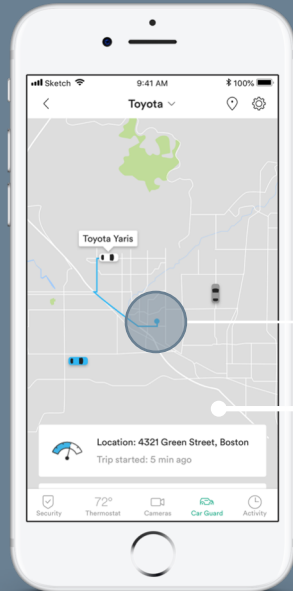 Sketch 9:41 AM 100%
Toyota
Toyota Yaris
Location: 4321 Green Street, Boston
Trip started: 5 min ago
72°
Security Thermostat Cameras Car Guard Activity